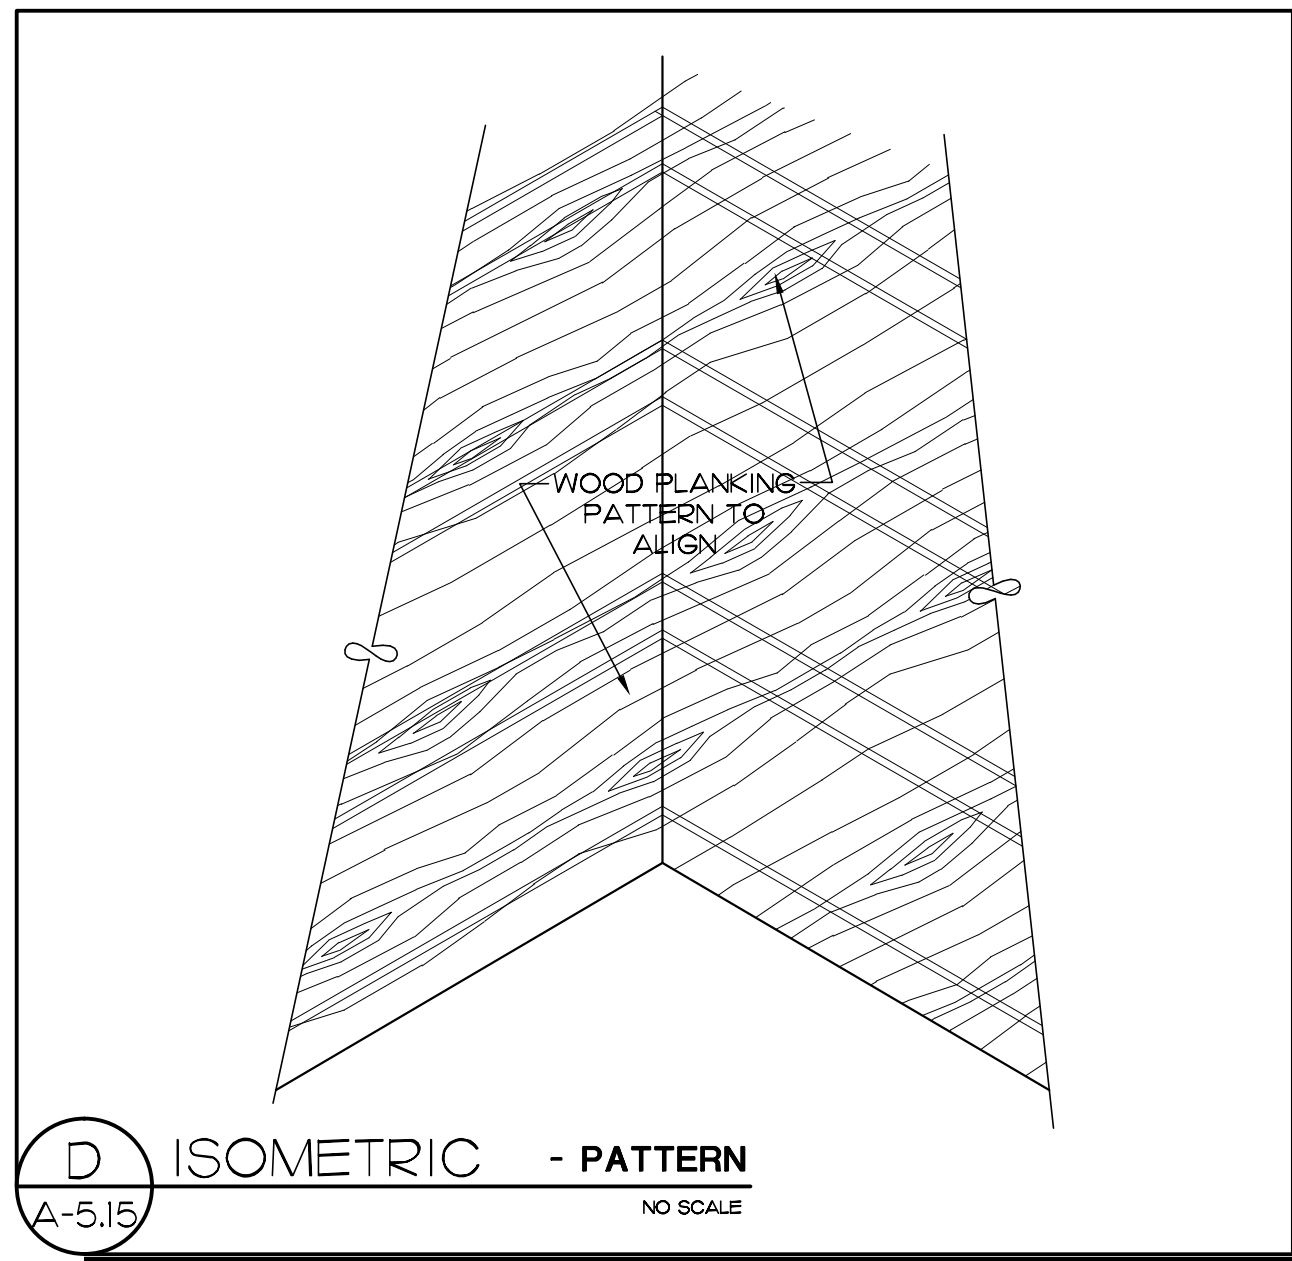 WOOD PLANKING
PATTERN TO
ALIGN
D
ISOMETRIC - PATTERN
A-5.15
NO SCALE